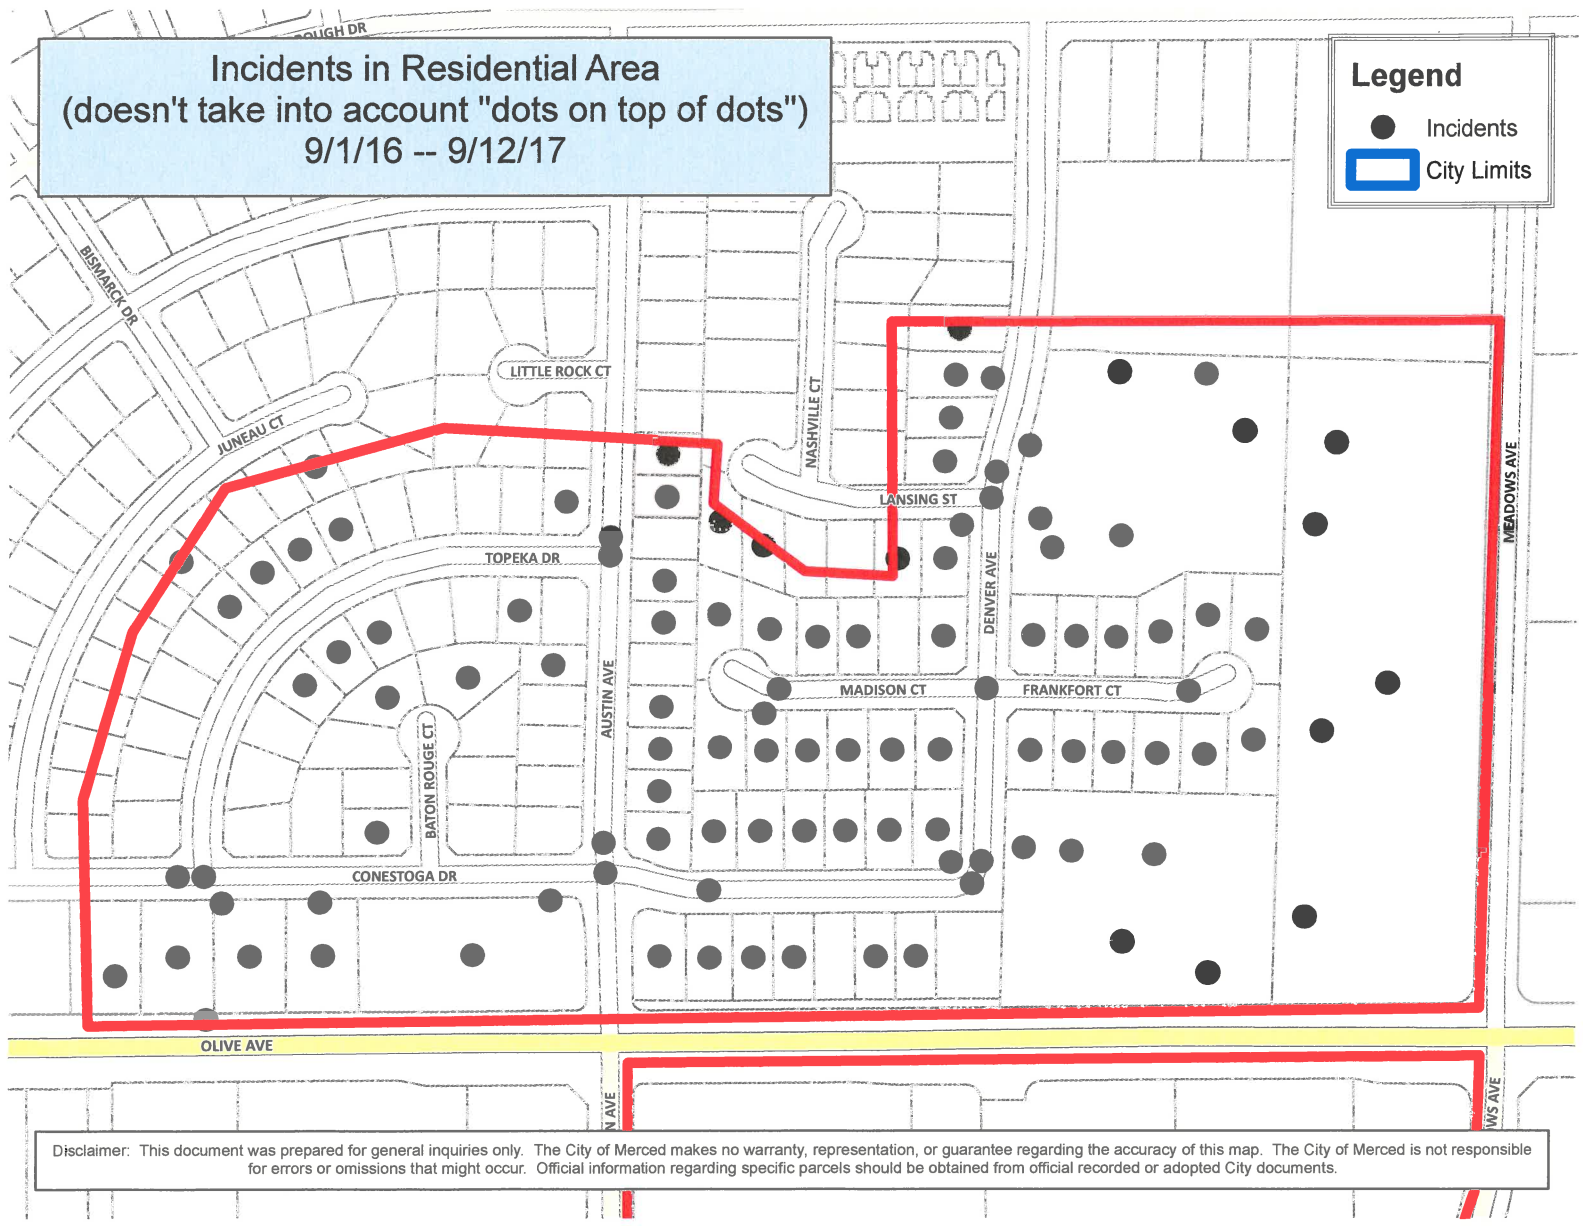 OUGH DR
Incidents in Residential Area
(doesn't take into account "dots on top of dots")
9/1/16 -- 9/12/17
Legend
Incidents
City Limits
BISMARCK DR
LITTLE ROCK CT
JUNEAU CT
NASHVILLE CT
LANSING ST
MEADOWS AVE
TOPEKA DR
DENVER AVE
AUSTIN AVE
MADISON CT
FRANKFORT CT
BATON ROUGE CT
CONESTOGA DR
OLIVE AVE
N AVE
WS AVE
Disclaimer: This document was prepared for general inquiries only. The City of Merced makes no warranty, representation, or guarantee regarding the accuracy of this map. The City of Merced is not responsible
for errors or omissions that might occur. Official information regarding specific parcels should be obtained from official recorded or adopted City documents.